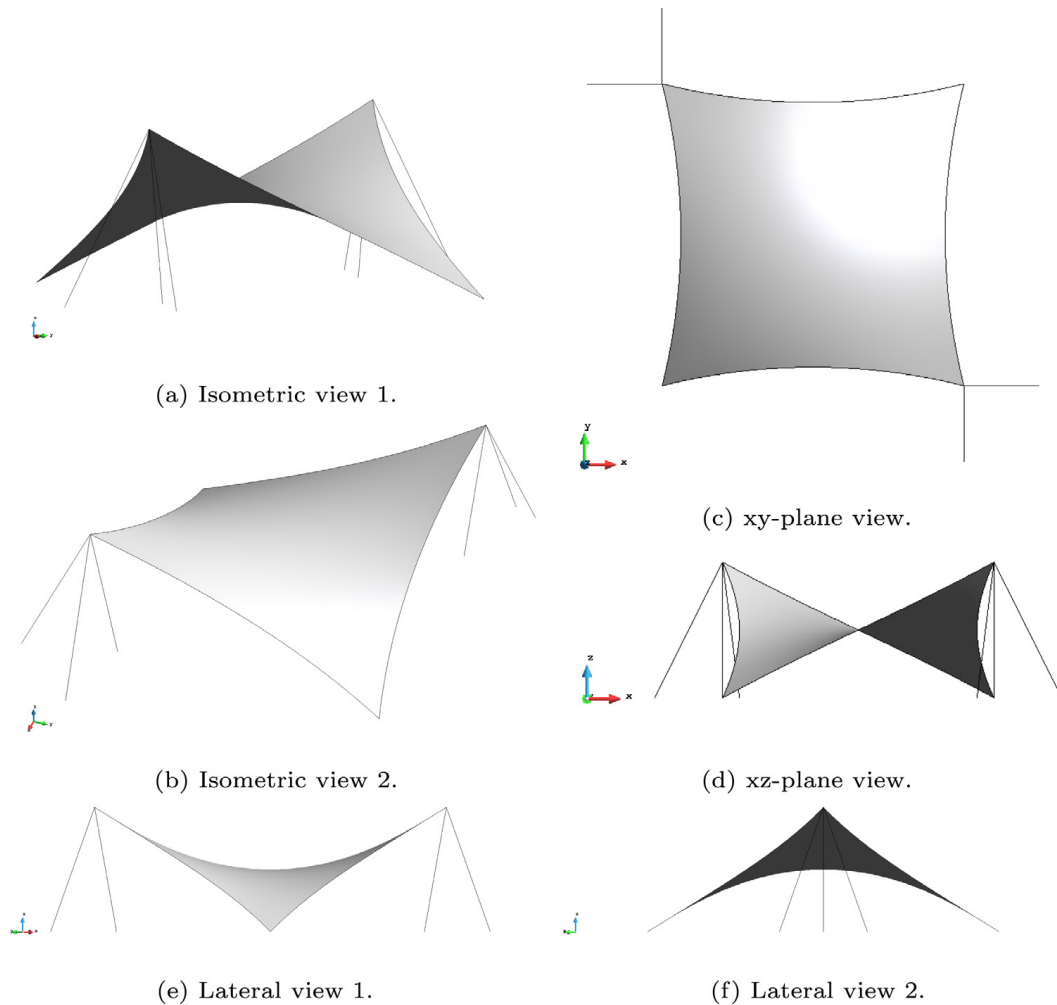 z
y
(a) Isometric view 1.
y
x
(c) xy-plane view.
(b) Isometric view 2.
z
x
(d) xz-plane view.
(e) Lateral view 1.
(f) Lateral view 2.